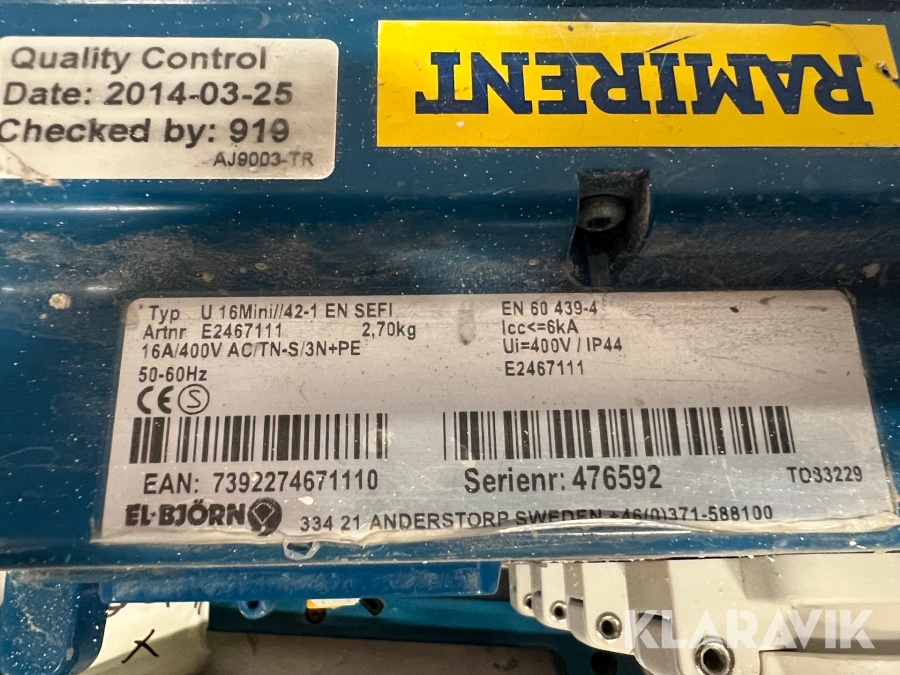 Quality Control
Date: 2014-03-25
Checked by: 919
AJ9003-TR
RAMIRENT
Typ U 16Mini//42-1 EN SEFI
Artnr E2467111 2,70kg
16A/400V AC/TN-S/3N+PE
50-60Hz
EN 60 439-4
Icc<=6kA
Ui=400V / IP44
E2467111
CE S
EAN: 7392274671110
Serienr: 476592
TO33229
EL-BJÖRN
334 21 ANDERSTORP SWEDEN +46(0)371-588100
X
KLARAVIK